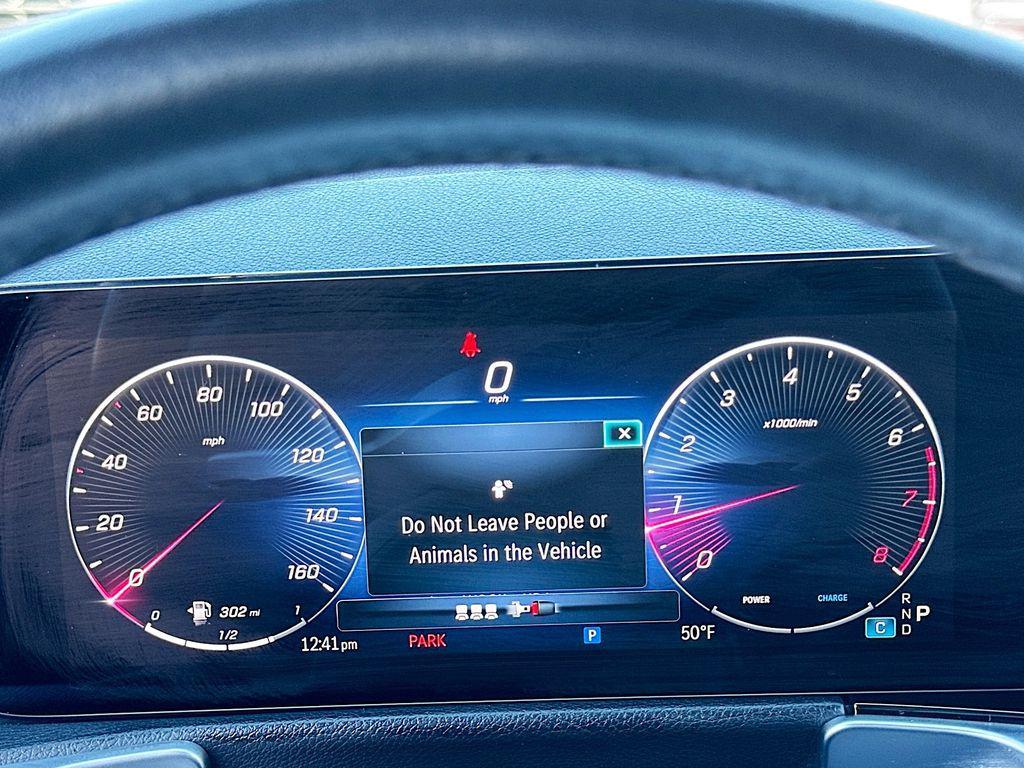 0
mph
80
60
100
mph
40
120
20
140
0
160
0
302 mi
1
1/2
12:41 pm
Do Not Leave People or
Animals in the Vehicle
PARK
P
50°F
4
3
5
x1000/min
2
6
1
7
0
8
POWER
CHARGE
R
N
P
C
D